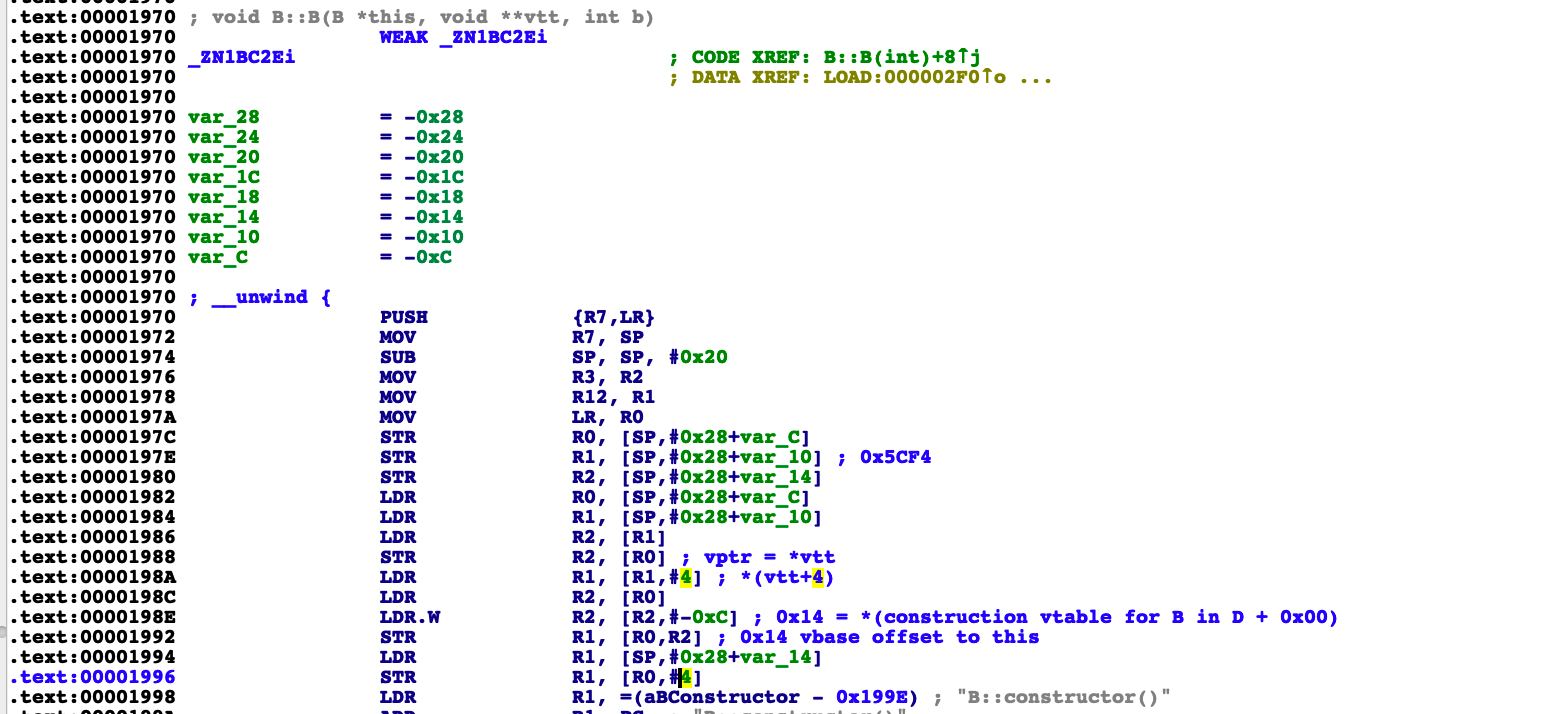 .text:00001970 ; void B::B(B *this, void **vtt, int b)
.text:00001970 WEAK _ZN1BC2Ei
.text:00001970 _ZN1BC2Ei ; CODE XREF: B::B(int)+8↑j
.text:00001970 ; DATA XREF: LOAD:000002F0↑o ...
.text:00001970
.text:00001970 var_28 = -0x28
.text:00001970 var_24 = -0x24
.text:00001970 var_20 = -0x20
.text:00001970 var_1C = -0x1C
.text:00001970 var_18 = -0x18
.text:00001970 var_14 = -0x14
.text:00001970 var_10 = -0x10
.text:00001970 var_C = -0xC
.text:00001970
.text:00001970 ; __unwind {
.text:00001970 PUSH {R7,LR}
.text:00001972 MOV R7, SP
.text:00001974 SUB SP, SP, #0x20
.text:00001976 MOV R3, R2
.text:00001978 MOV R12, R1
.text:0000197A MOV LR, R0
.text:0000197C STR R0, [SP,#0x28+var_C]
.text:0000197E STR R1, [SP,#0x28+var_10] ; 0x5CF4
.text:00001980 STR R2, [SP,#0x28+var_14]
.text:00001982 LDR R0, [SP,#0x28+var_C]
.text:00001984 LDR R1, [SP,#0x28+var_10]
.text:00001986 LDR R2, [R1]
.text:00001988 STR R2, [R0] ; vptr = *vtt
.text:0000198A LDR R1, [R1,#4] ; *(vtt+4)
.text:0000198C LDR R2, [R0]
.text:0000198E LDR.W R2, [R2,#-0xC] ; 0x14 = *(construction vtable for B in D + 0x00)
.text:00001992 STR R1, [R0,R2] ; 0x14 vbase offset to this
.text:00001994 LDR R1, [SP,#0x28+var_14]
.text:00001996 STR R1, [R0,#4]
.text:00001998 LDR R1, =(aBConstructor - 0x199E) ; "B::constructor()"